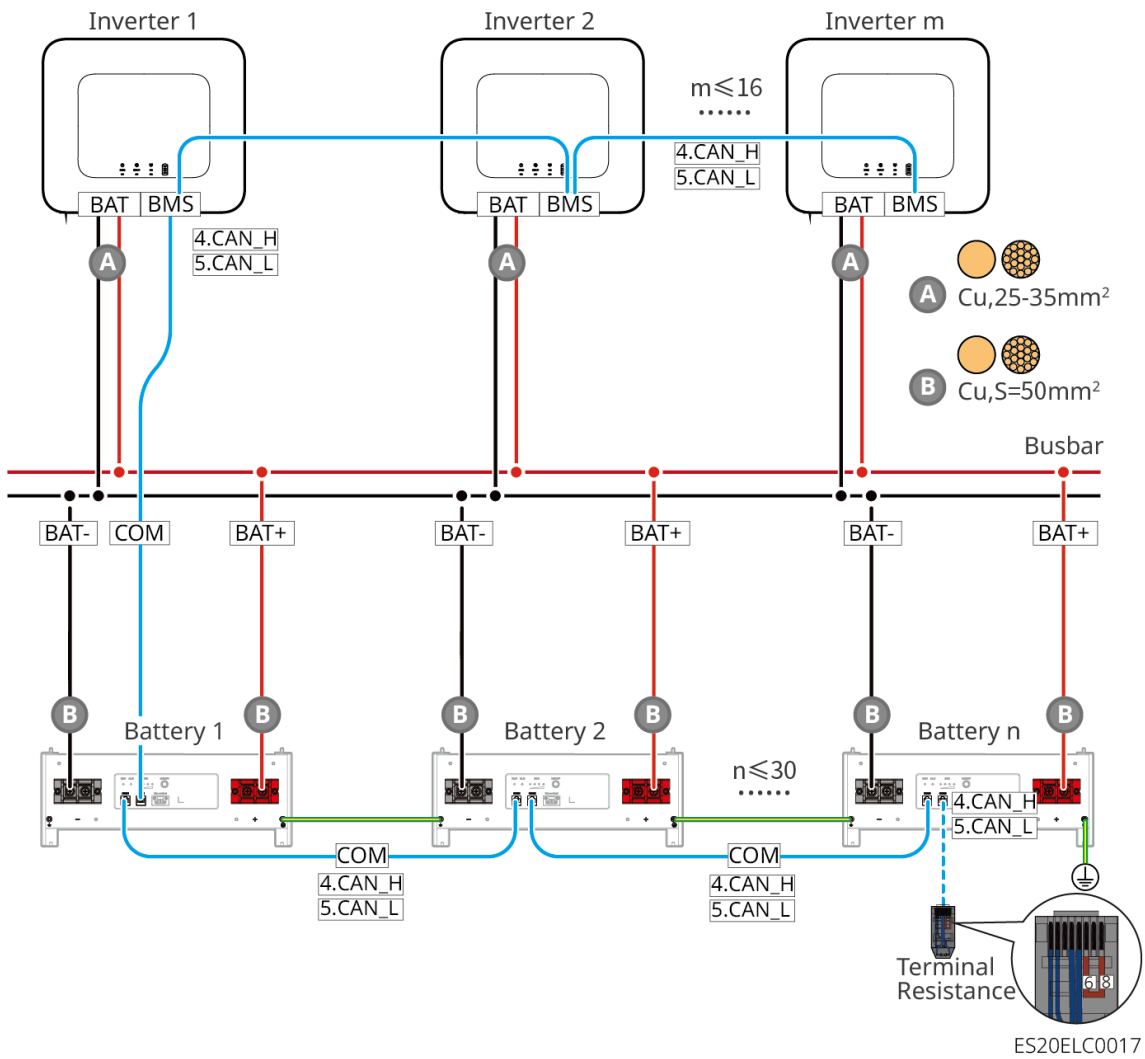 Inverter 1
Inverter 2
Inverter m
m≤16
4.CAN_H
5.CAN_L
BAT
BMS
BAT
BMS
BAT
BMS
4.CAN_H
5.CAN_L
A
A
A
A
Cu,25-35mm²
B
Cu,S=50mm²
Busbar
BAT-
COM
BAT+
BAT-
BAT+
BAT-
BAT+
B
B
B
B
B
B
Battery 1
Battery 2
Battery n
n≤30
4.CAN_H
5.CAN_L
- +
- +
- +
COM
4.CAN_H
5.CAN_L
COM
4.CAN_H
5.CAN_L
Terminal
Resistance
6 8
ES20ELC0017